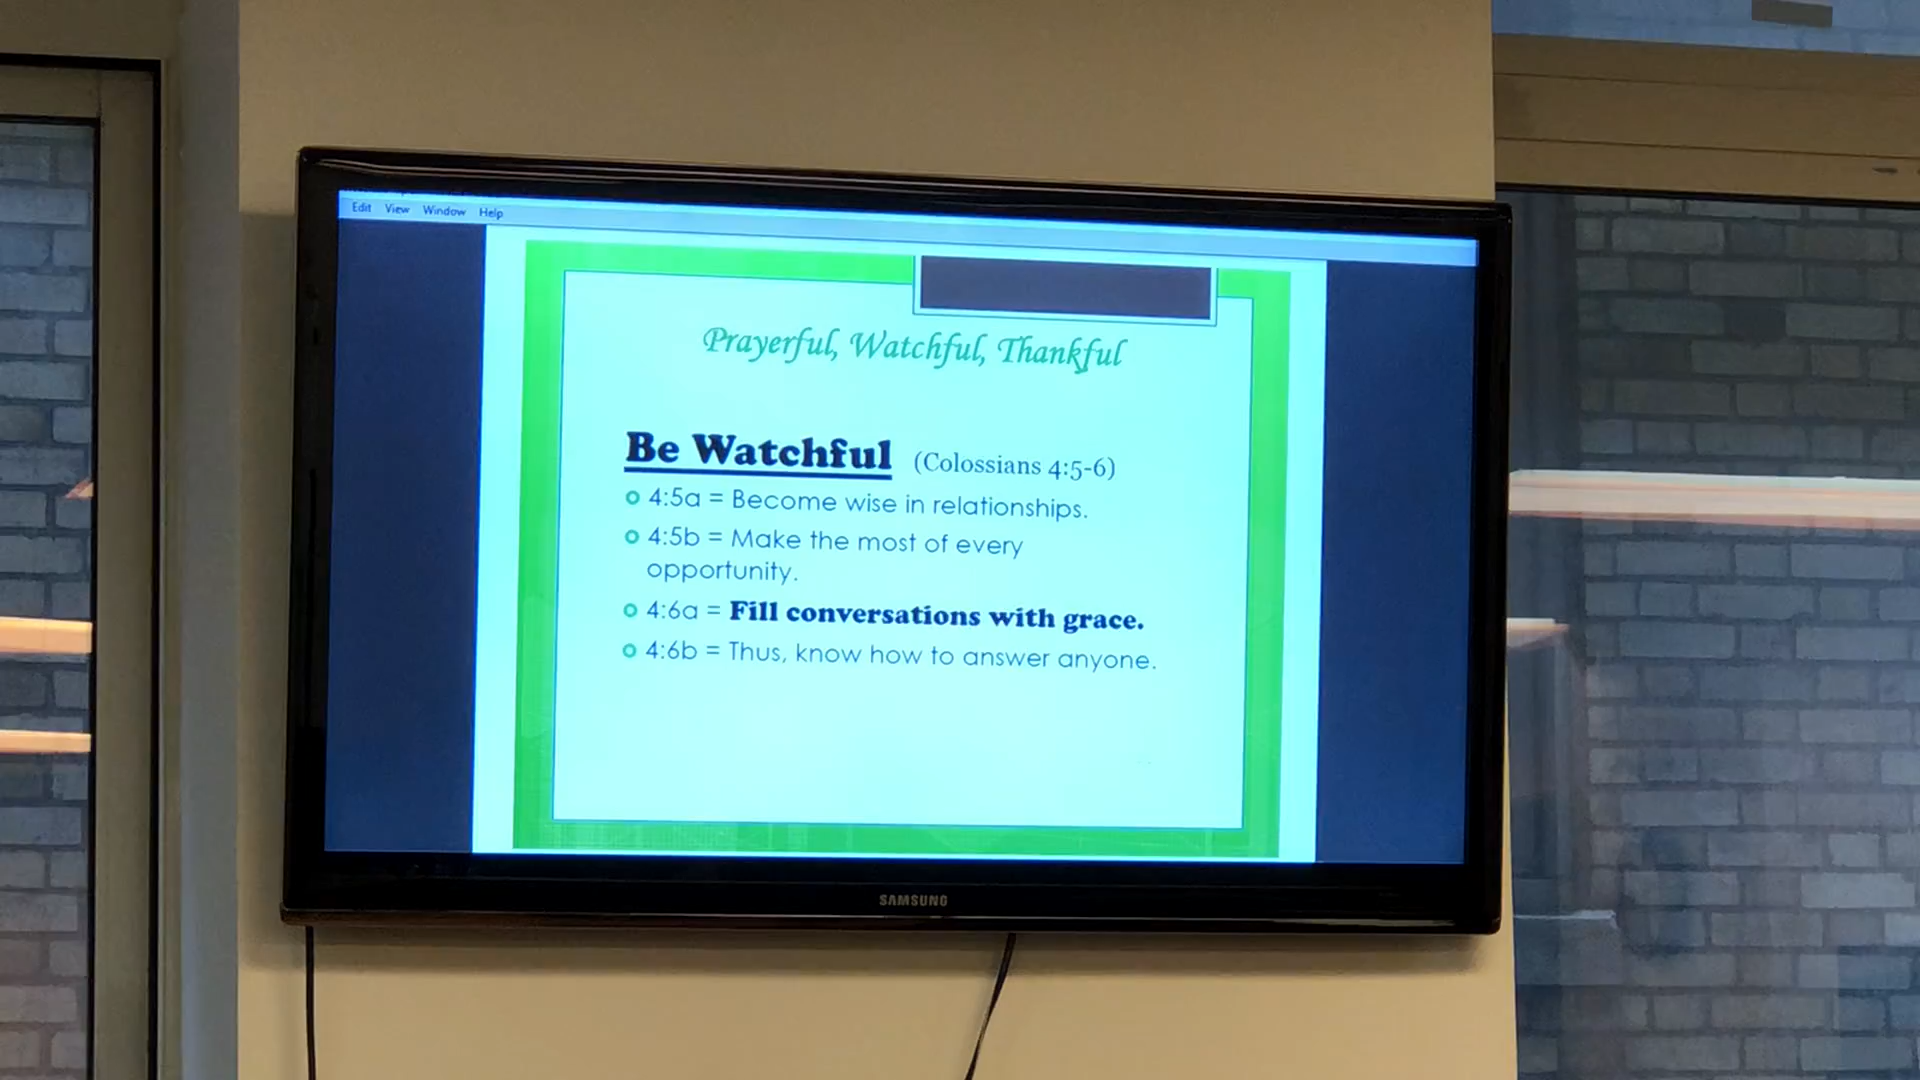 Edit View Window Help
Prayerful, Watchful, Thankful
Be Watchful (Colossians 4:5-6)
4:5a = Become wise in relationships.
4:5b = Make the most of every
opportunity.
4:6a = Fill conversations with grace.
4:6b = Thus, know how to answer anyone.
SAMSUNG